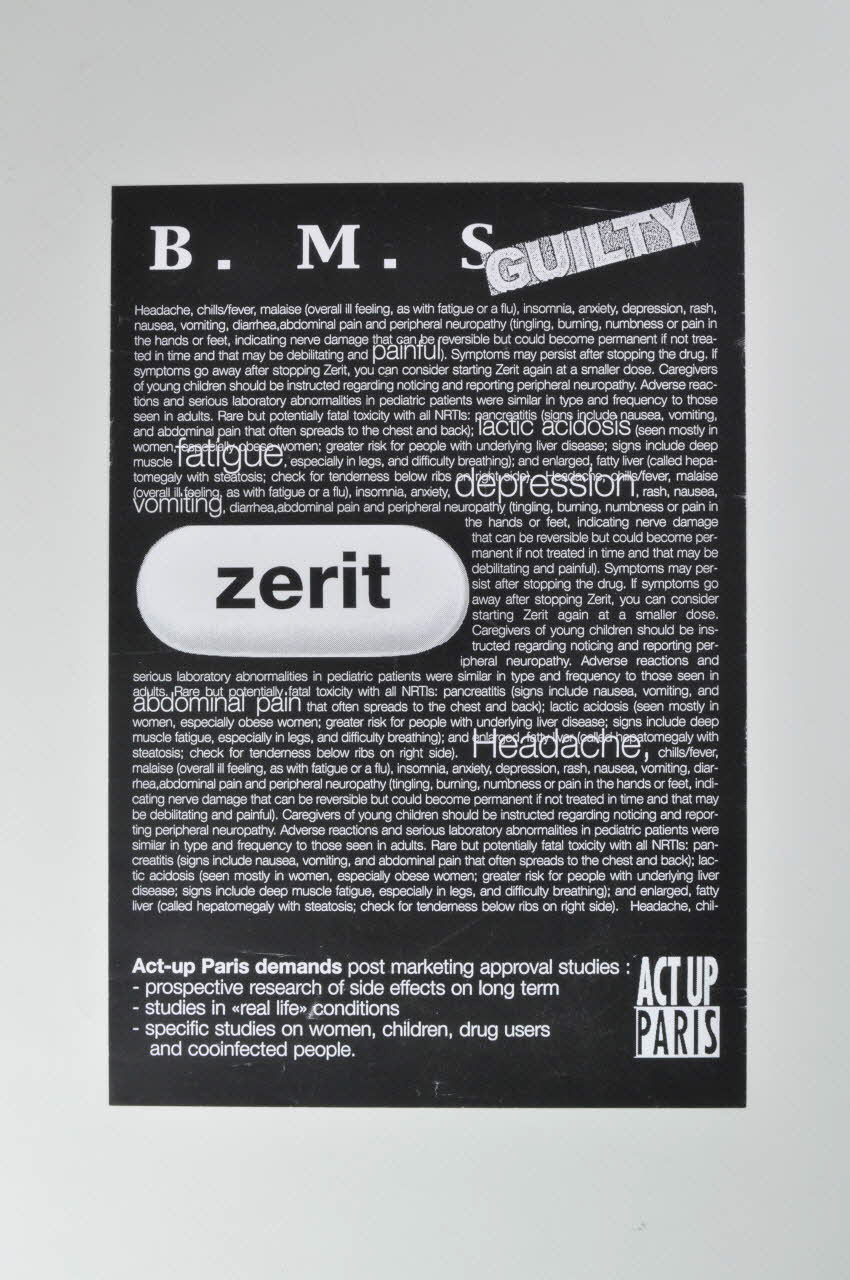 B. M. S
GUILTY
Headache, chills/fever, malaise (overall ill feeling, as with fatigue or a flu), insomnia, anxiety, depression, rash,
nausea, vomiting, diarrhea,abdominal pain and peripheral neuropathy (tingling, burning, numbness or pain in
the hands or feet, indicating nerve damage that can be reversible but could become permanent if not trea-
ted in time and that may be debilitating and painful). Symptoms may persist after stopping the drug. If
symptoms go away after stopping Zerit, you can consider starting Zerit again at a smaller dose. Caregivers
of young children should be instructed regarding noticing and reporting peripheral neuropathy. Adverse reac-
tions and serious laboratory abnormalities in pediatric patients were similar in type and frequency to those
seen in adults. Rare but potentially fatal toxicity with all NRTIs: pancreatitis (signs include nausea, vomiting,
and abdominal pain that often spreads to the chest and back); lactic acidosis (seen mostly in
women, especially obese women; greater risk for people with underlying liver disease; signs include deep
muscle fatigue, especially in legs, and difficulty breathing); and enlarged, fatty liver (called hepa-
tomegaly with steatosis; check for tenderness below ribs on right side). Headache, chills/fever, malaise
(overall ill feeling, as with fatigue or a flu), insomnia, anxiety, depression, rash, nausea,
vomiting, diarrhea,abdominal pain and peripheral neuropathy (tingling, burning, numbness or pain in
the hands or feet, indicating nerve damage
that can be reversible but could become per-
manent if not treated in time and that may be
debilitating and painful). Symptoms may per-
sist after stopping the drug. If symptoms go
away after stopping Zerit, you can consider
starting Zerit again at a smaller dose.
Caregivers of young children should be ins-
tructed regarding noticing and reporting per-
ipheral neuropathy. Adverse reactions and
zerit
serious laboratory abnormalities in pediatric patients were similar in type and frequency to those seen in
adults. Rare but potentially fatal toxicity with all NRTIs: pancreatitis (signs include nausea, vomiting, and
abdominal pain that often spreads to the chest and back); lactic acidosis (seen mostly in
women, especially obese women; greater risk for people with underlying liver disease; signs include deep
muscle fatigue, especially in legs, and difficulty breathing); and enlarged, fatty liver (called hepatomegaly with
steatosis; check for tenderness below ribs on right side). Headache, chills/fever,
malaise (overall ill feeling, as with fatigue or a flu), insomnia, anxiety, depression, rash, nausea, vomiting, diar-
rhea,abdominal pain and peripheral neuropathy (tingling, burning, numbness or pain in the hands or feet, indi-
cating nerve damage that can be reversible but could become permanent if not treated in time and that may
be debilitating and painful). Caregivers of young children should be instructed regarding noticing and repor-
ting peripheral neuropathy. Adverse reactions and serious laboratory abnormalities in pediatric patients were
similar in type and frequency to those seen in adults. Rare but potentially fatal toxicity with all NRTIs: pan-
creatitis (signs include nausea, vomiting, and abdominal pain that often spreads to the chest and back); lac-
tic acidosis (seen mostly in women, especially obese women; greater risk for people with underlying liver
disease; signs include deep muscle fatigue, especially in legs, and difficulty breathing); and enlarged, fatty
liver (called hepatomegaly with steatosis; check for tenderness below ribs on right side). Headache, chil-
Act-up Paris demands post marketing approval studies :
- prospective research of side effects on long term
- studies in «real life» conditions
- specific studies on women, children, drug users
and cooinfected people.
ACT UP
PARIS